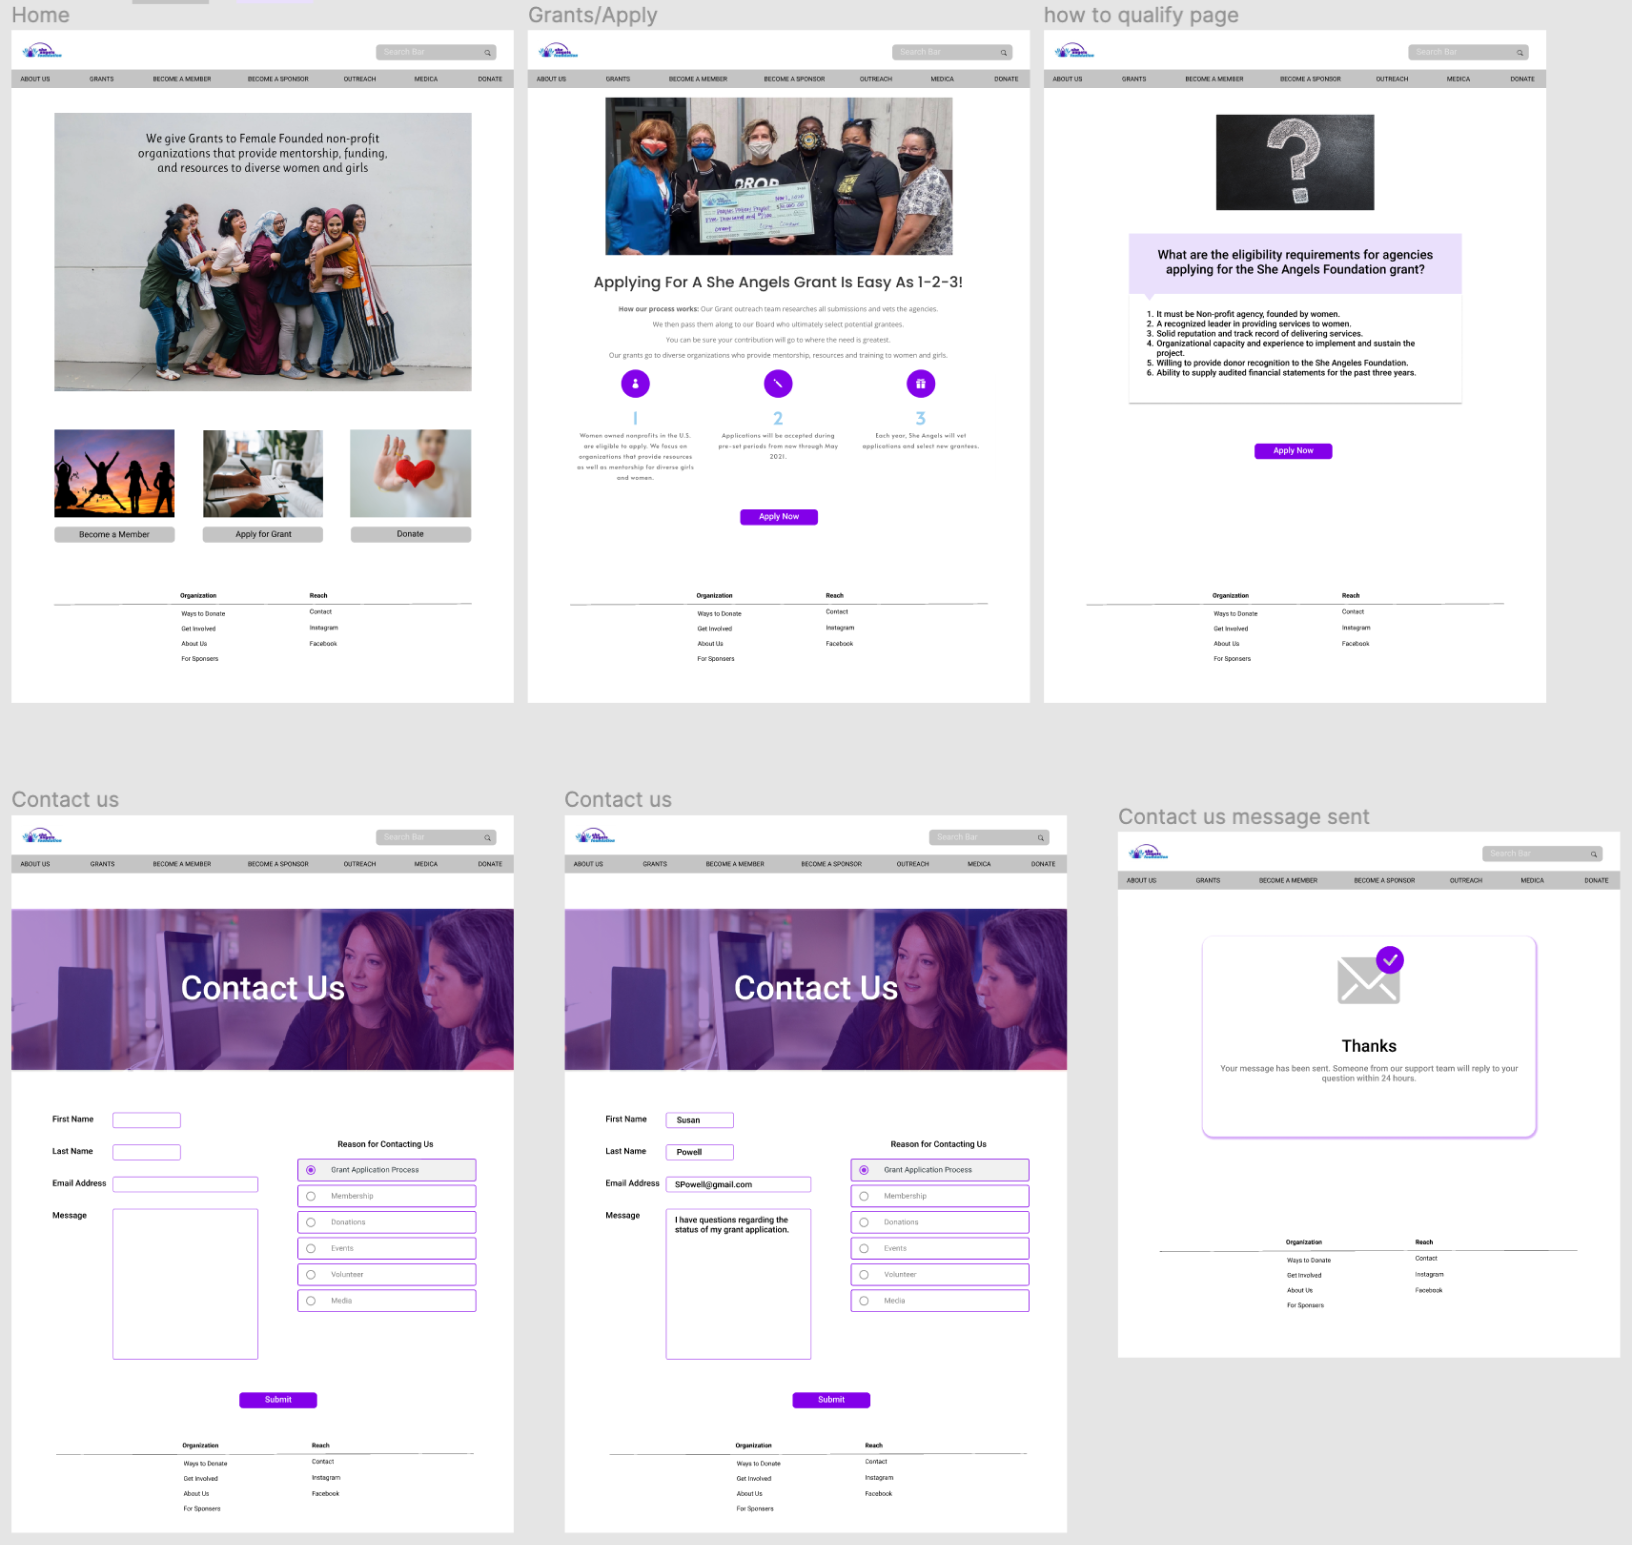 Home
she
angels
foundation
Search Bar
ABOUT US GRANTS BECOME A MEMBER BECOME A SPONSOR OUTREACH MEDICA DONATE
We give Grants to Female Founded non-profit
organizations that provide mentorship, funding,
and resources to diverse women and girls
Become a Member Apply for Grant Donate
Organization Reach
Ways to Donate Contact
Get Involved Instagram
About Us Facebook
For Sponsers
Grants/Apply
she
angels
foundation
Search Bar
ABOUT US GRANTS BECOME A MEMBER BECOME A SPONSOR OUTREACH MEDICA DONATE
DROP
Applying For A She Angels Grant Is Easy As 1-2-3!
How our process works: Our Grant outreach team researches all submissions and vets the agencies.
We then pass them along to our Board who ultimately select potential grantees.
You can be sure your contribution will go to where the need is greatest.
Our grants go to diverse organizations who provide mentorship, resources and training to women and girls.
1
Women owned nonprofits in the U.S.
are eligible to apply. We focus on
organizations that provide resources
as well as mentorship for diverse girls
and women.
2
Applications will be accepted during
pre-set periods from now through May
2021.
3
Each year, She Angels will vet
applications and select new grantees.
Apply Now
Organization Reach
Ways to Donate Contact
Get Involved Instagram
About Us Facebook
For Sponsers
how to qualify page
she
angels
foundation
Search Bar
ABOUT US GRANTS BECOME A MEMBER BECOME A SPONSOR OUTREACH MEDICA DONATE
?
What are the eligibility requirements for agencies
applying for the She Angels Foundation grant?
1. It must be Non-profit agency, founded by women.
2. A recognized leader in providing services to women.
3. Solid reputation and track record of delivering services.
4. Organizational capacity and experience to implement and sustain the
project.
5. Willing to provide donor recognition to the She Angeles Foundation.
6. Ability to supply audited financial statements for the past three years.
Apply Now
Organization Reach
Ways to Donate Contact
Get Involved Instagram
About Us Facebook
For Sponsers
Contact us
she
angels
foundation
Search Bar
ABOUT US GRANTS BECOME A MEMBER BECOME A SPONSOR OUTREACH MEDICA DONATE
Contact Us
First Name
Last Name
Email Address
Message
Reason for Contacting Us
Grant Application Process
Membership
Donations
Events
Volunteer
Media
Submit
Organization Reach
Ways to Donate Contact
Get Involved Instagram
About Us Facebook
For Sponsers
Contact us
she
angels
foundation
Search Bar
ABOUT US GRANTS BECOME A MEMBER BECOME A SPONSOR OUTREACH MEDICA DONATE
Contact Us
First Name Susan
Last Name Powell
Email Address SPowell@gmail.com
Message I have questions regarding the
status of my grant application.
Reason for Contacting Us
Grant Application Process
Membership
Donations
Events
Volunteer
Media
Submit
Organization Reach
Ways to Donate Contact
Get Involved Instagram
About Us Facebook
For Sponsers
Contact us message sent
she
angels
foundation
Search Bar
ABOUT US GRANTS BECOME A MEMBER BECOME A SPONSOR OUTREACH MEDICA DONATE
Thanks
Your message has been sent. Someone from our support team will reply to your
question within 24 hours.
Organization Reach
Ways to Donate Contact
Get Involved Instagram
About Us Facebook
For Sponsers